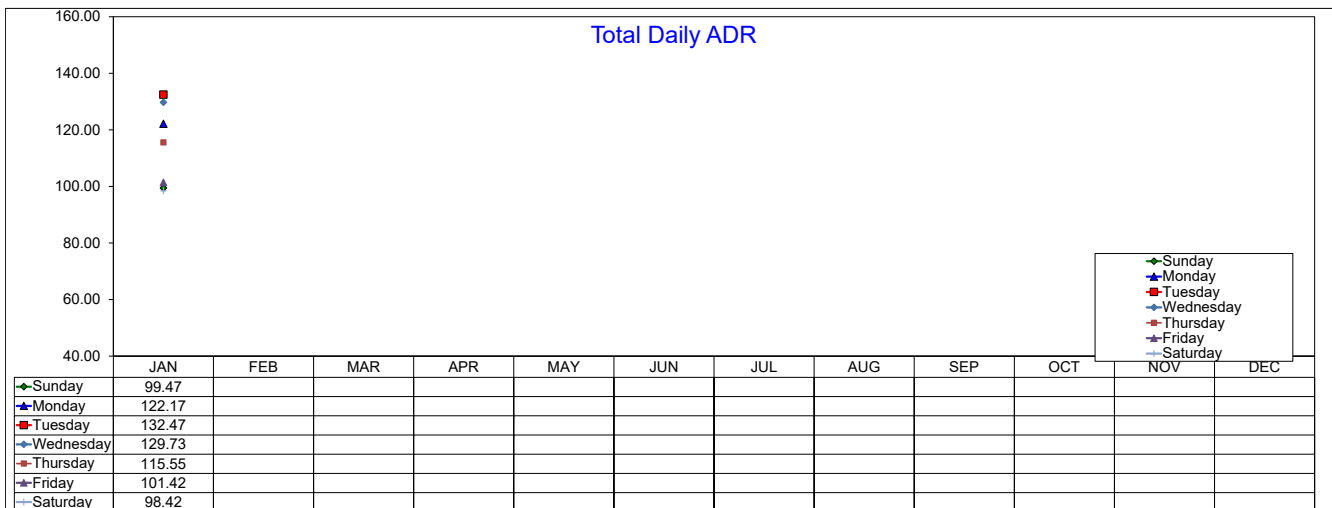 Total Daily ADR
160.00
140.00
120.00
100.00
80.00
60.00
40.00
Sunday
Monday
Tuesday
Wednesday
Thursday
Friday
Saturday
JAN FEB MAR APR MAY JUN JUL AUG SEP OCT NOV DEC
Sunday 99.47
Monday 122.17
Tuesday 132.47
Wednesday 129.73
Thursday 115.55
Friday 101.42
Saturday 98.42